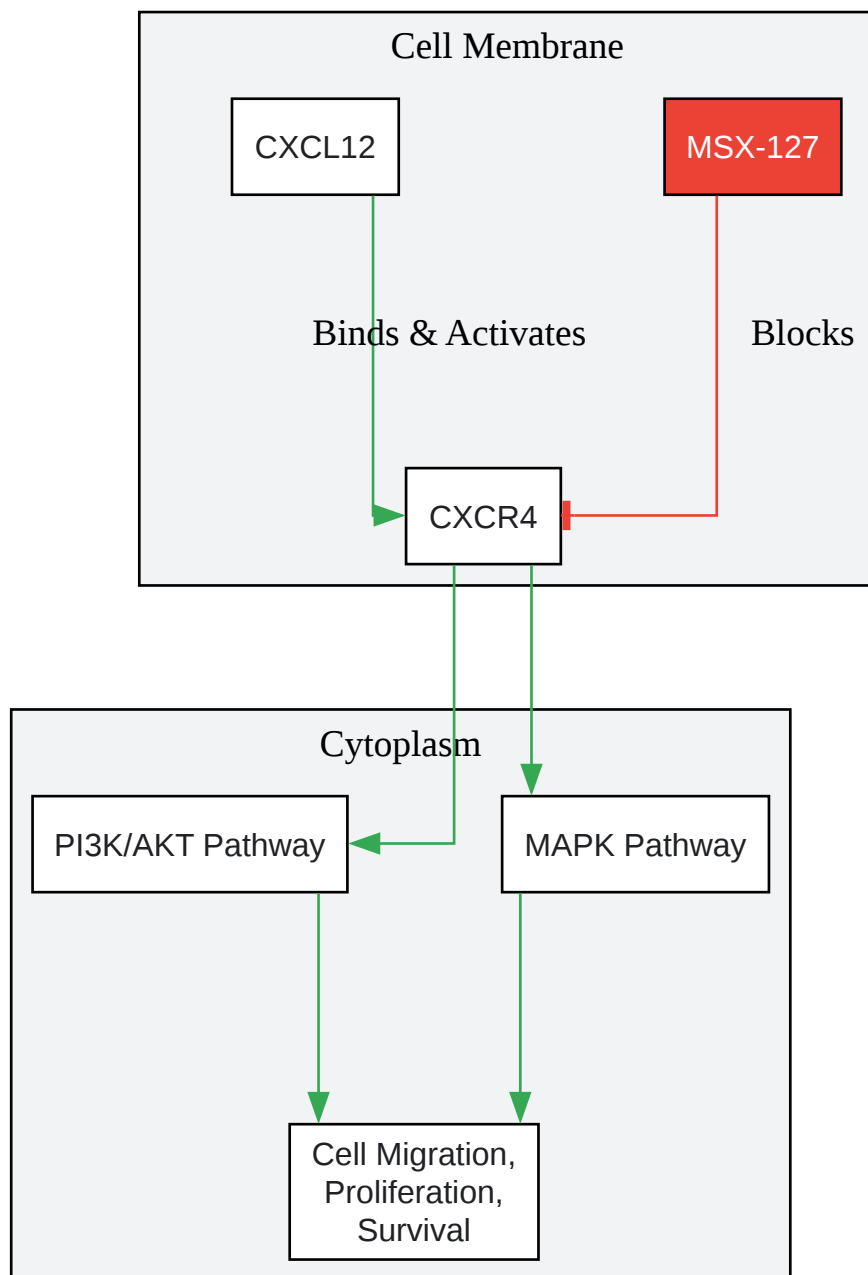 Cell Membrane
CXCL12
MSX-127
Binds & Activates
Blocks
CXCR4
Cytoplasm
PI3K/AKT Pathway
MAPK Pathway
Cell Migration,
Proliferation,
Survival